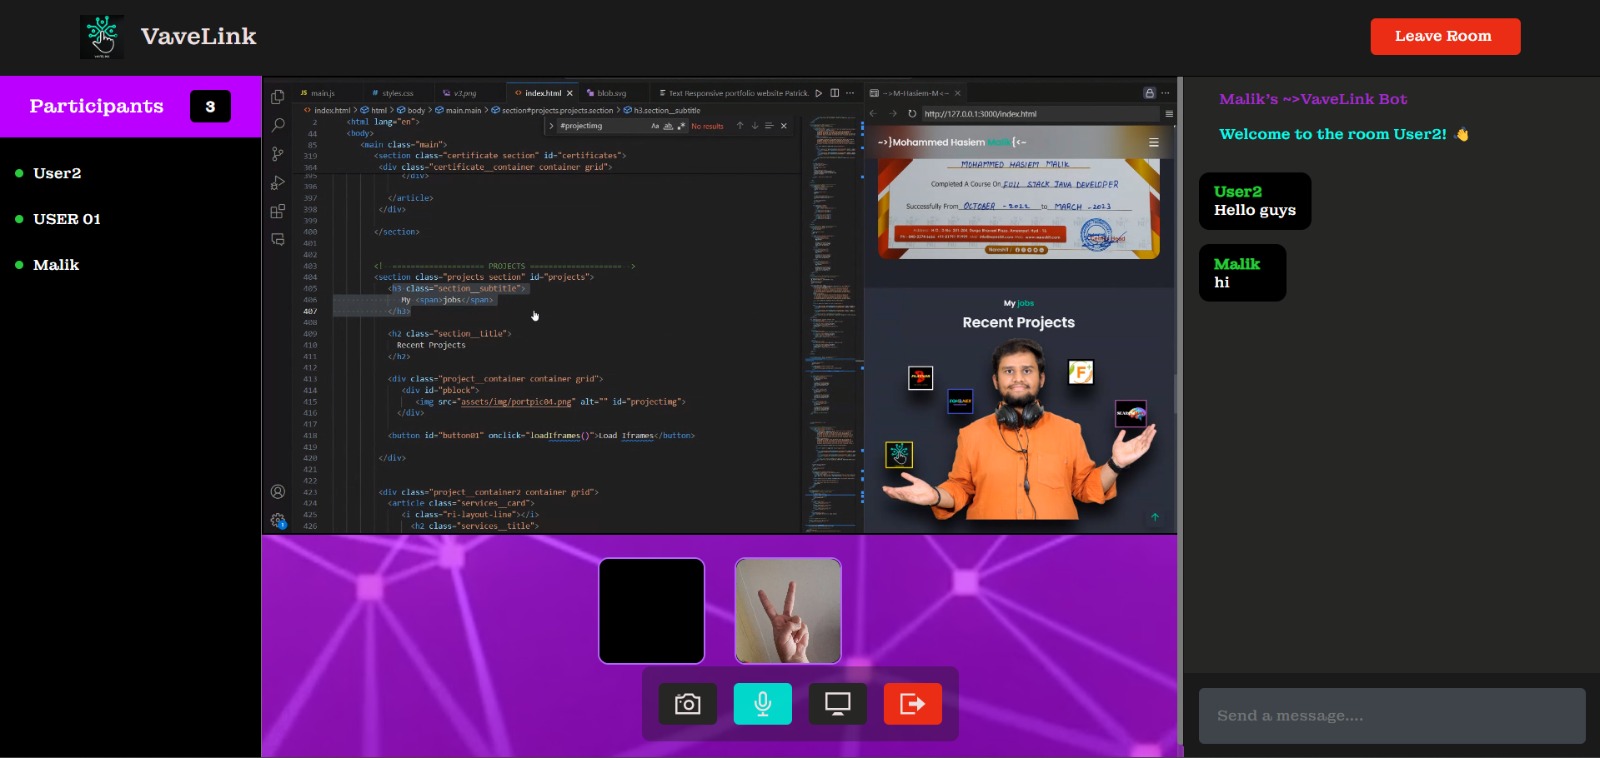 VaveLink
Leave Room
Participants 3
User2
USER 01
Malik
main.js styles.css v3.png index.html blob.svg Text Responsive portfolio website Patrick.
index.html > html > body > main.main > section#projects.projects.section > h3.section__subtitle
#projectimg Aa ab No results
2 <html lang="en">
44 <body>
85 <main class="main">
319 <section class="certificate section" id="certificates">
384 <div class="certificate__container container grid">
395 </div>
396
397 </article>
398 </div>
399
400 </section>
401
402
403 PROJECTS
404 <section class="projects section" id="projects">
405 <h3 class="section__subtitle">
406 My <span>jobs</span>
407 </h3>
408
409 <h2 class="section__title">
410 Recent Projects
411 </h2>
412
413 <div class="project__container container grid">
414 <div id="pblock">
415 <img src="assets/img/portpic04.png" alt="" id="projectimg">
416 </div>
417
418 <button id="button01" onclick="loadIframes()">Load Iframes</button>
419
420 </div>
421
422
423 <div class="project__container2 container grid">
424 <article class="services__card">
425 <i class="ri-layout-line"></i>
426 <h2 class="services__title">
~>M-Hasiem-M<~
http://127.0.0.1:3000/index.html
~>}Mohammed Hasiem Malik{<~
MOHAMMED HASIEM MALIK
Completed A Course On FULL STACK JAVA DEVELOPER
Successfully From OCTOBER - 2022 to MARCH - 2023
My jobs
Recent Projects
F
Malik's ~>VaveLink Bot
Welcome to the room User2! 👋
User2
Hello guys
Malik
hi
Send a message....